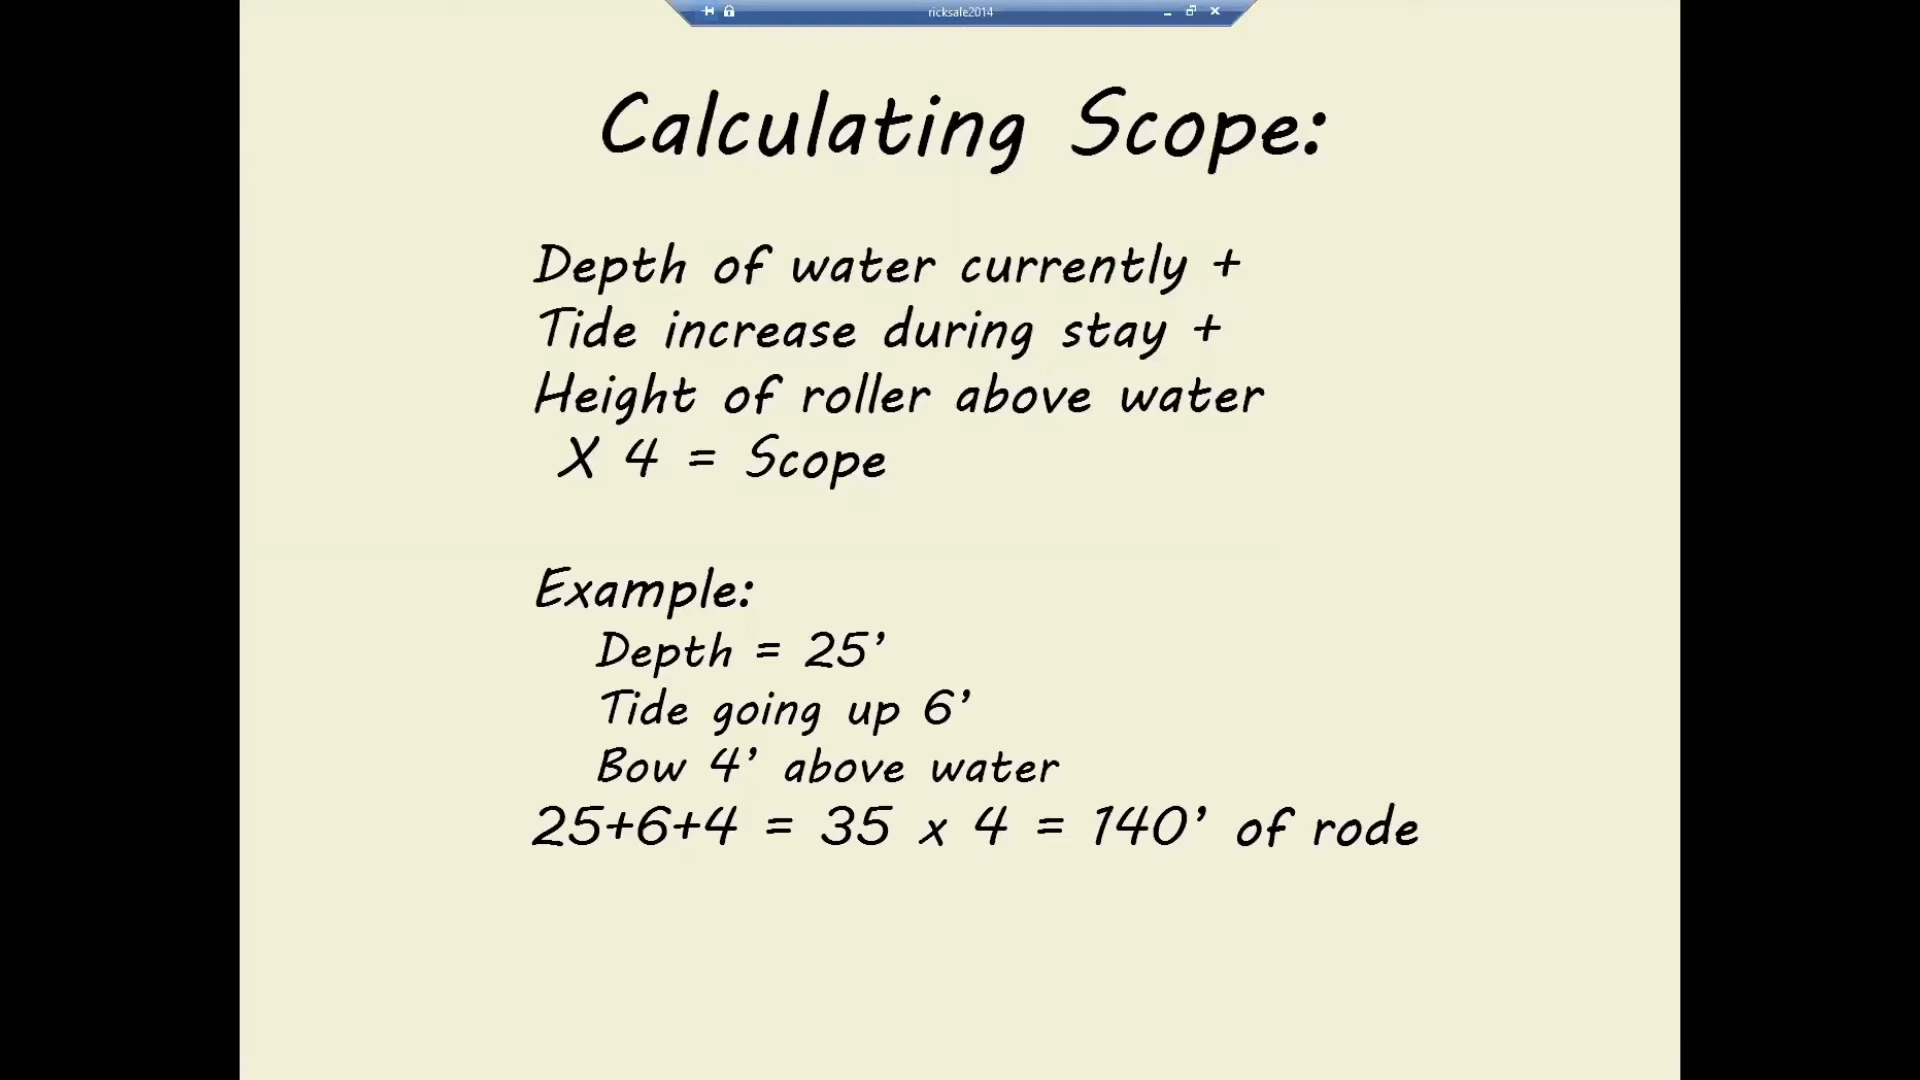 ricksale2014
Calculating Scope:
Depth of water currently +
Tide increase during stay +
Height of roller above water
X 4 = Scope
Example:
Depth = 25’
Tide going up 6’
Bow 4’ above water
25+6+4 = 35 x 4 = 140’ of rode